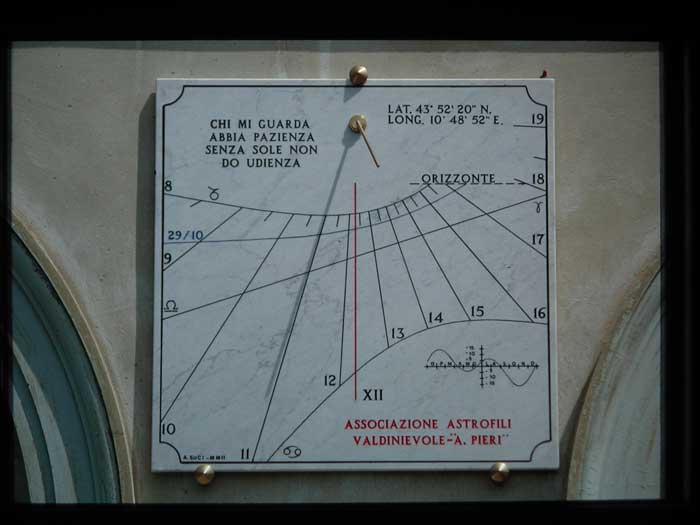 CHI MI GUARDA
ABBIA PAZIENZA
SENZA SOLE NON
DO UDIENZA
LAT. 43° 52' 20" N.
LONG. 10° 48' 52" E.
19
ORIZZONTE
18
8
29/10
17
9
16
15
14
13
12
XII
10
11
ASSOCIAZIONE ASTROFILI
VALDINIEVOLE-"A. PIERI"
A. SUCI - MMII